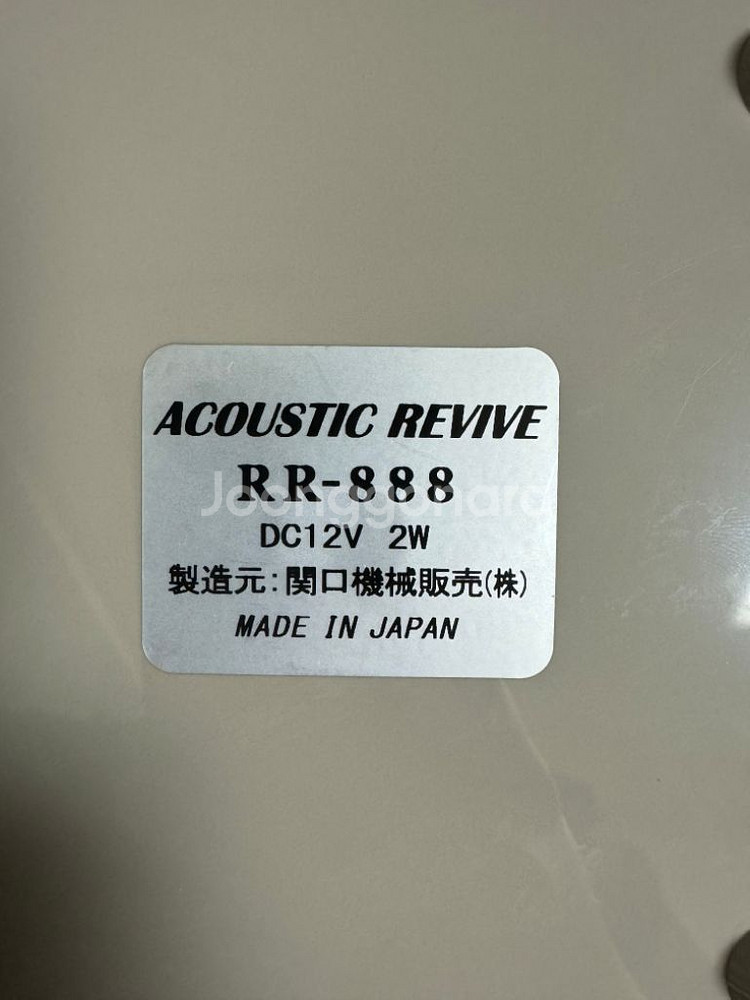 ACOUSTIC REVIVE
RR-888
Joonggonara
DC12V 2W
製造元:関口機械販売(株)
MADE IN JAPAN